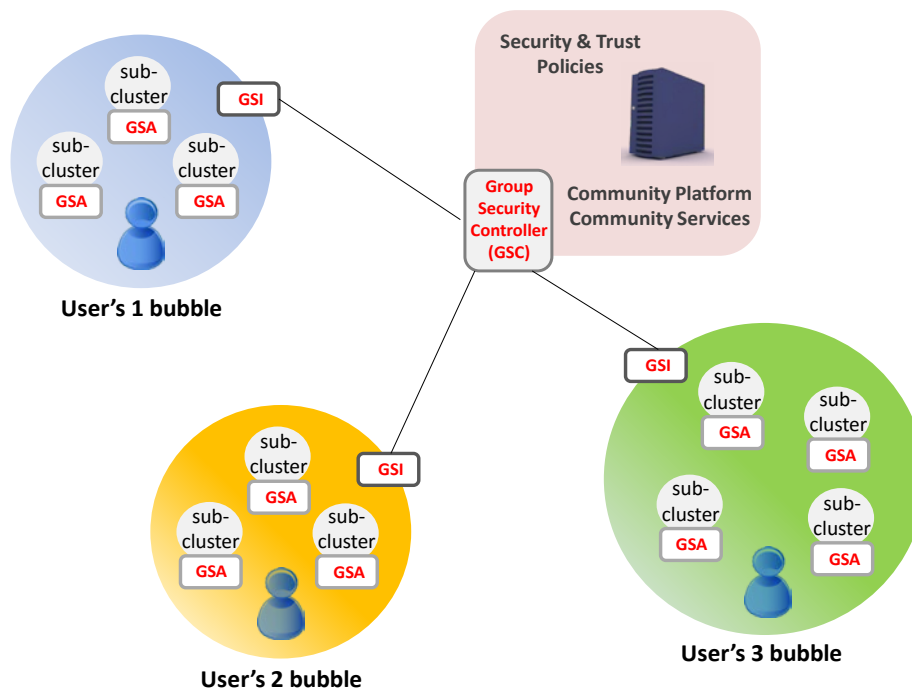 Security & Trust
Policies
Community Platform
Community Services
Group
Security
Controller
(GSC)
GSI
sub-
cluster
GSA
sub-
cluster
GSA
sub-
cluster
GSA
User's 1 bubble
GSI
sub-
cluster
GSA
sub-
cluster
GSA
sub-
cluster
GSA
User's 2 bubble
GSI
sub-
cluster
GSA
sub-
cluster
GSA
sub-
cluster
GSA
sub-
cluster
GSA
User's 3 bubble